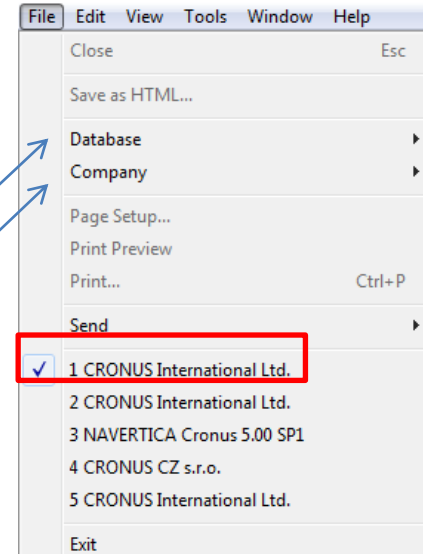 File Edit View Tools Window Help
Close Esc
Save as HTML...
Database
Company
Page Setup...
Print Preview
Print... Ctrl+P
Send
1 CRONUS International Ltd.
2 CRONUS International Ltd.
3 NAVERTICA Cronus 5.00 SP1
4 CRONUS CZ s.r.o.
5 CRONUS International Ltd.
Exit